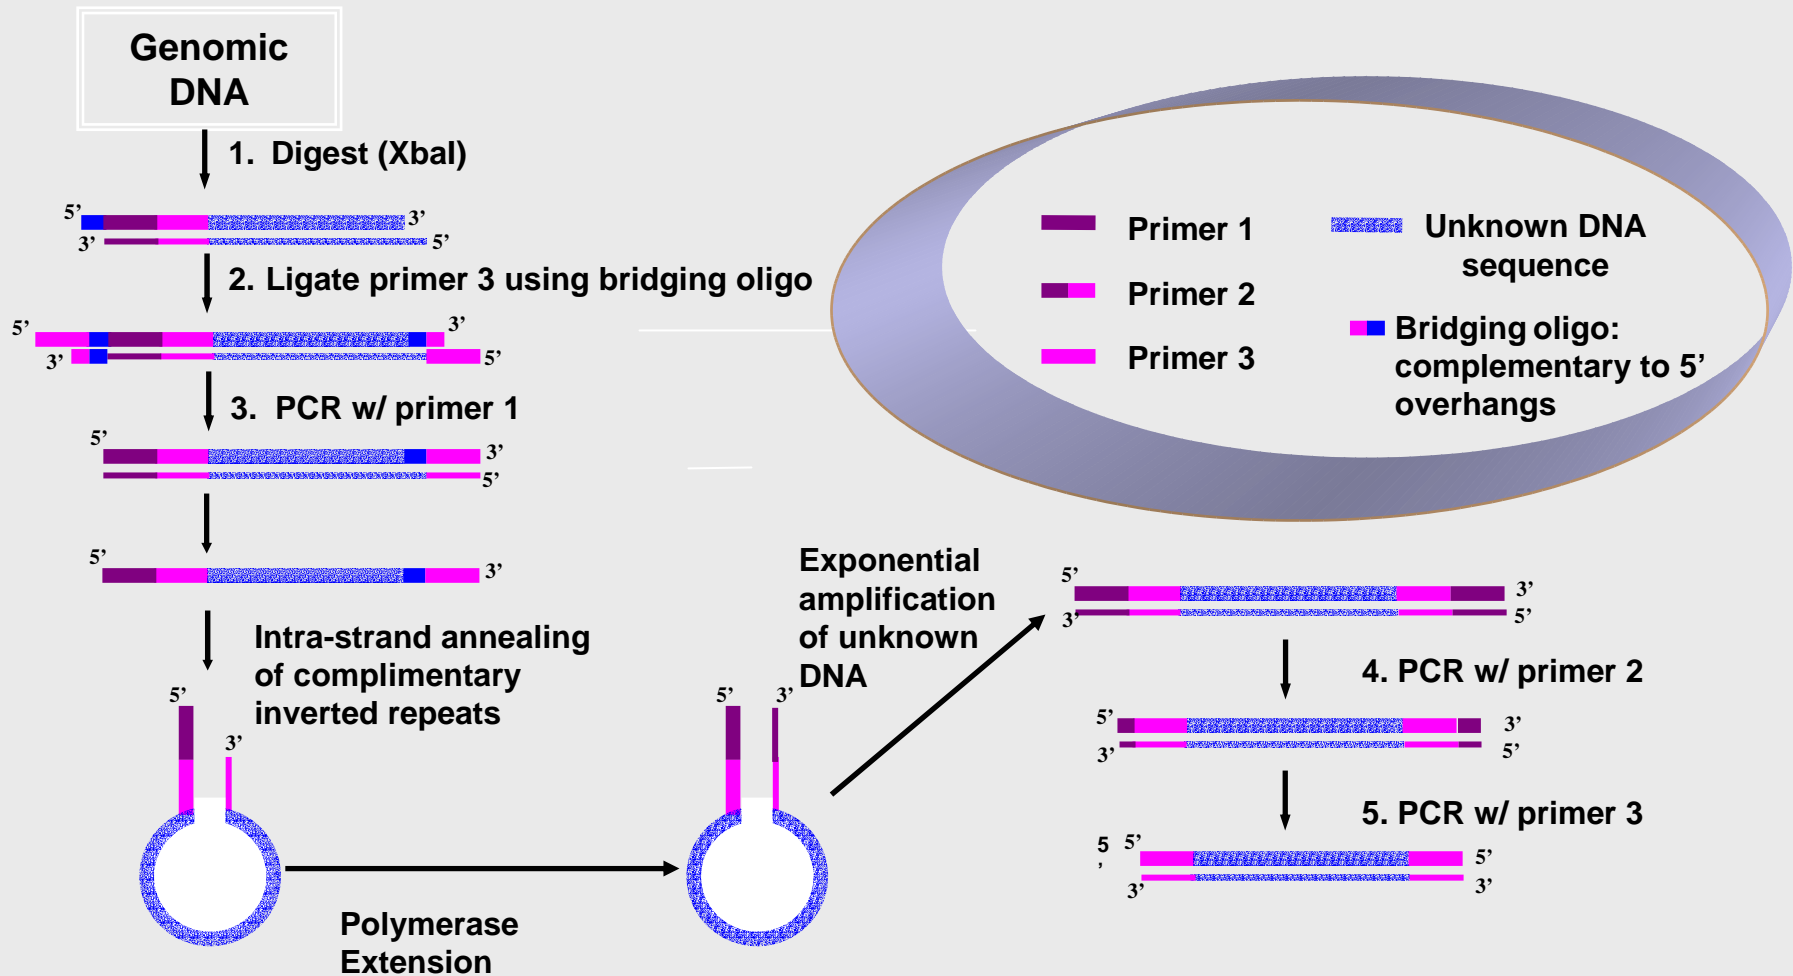 Genomic
DNA
1. Digest (XbaI)
5’
3’
3’
5’
2. Ligate primer 3 using bridging oligo
5’
3’
3’
5’
3. PCR w/ primer 1
5’
3’
5’
5’
3’
Intra-strand annealing
of complimentary
inverted repeats
5’
3’
Polymerase
Extension
5’
3’
Exponential
amplification
of unknown
DNA
Primer 1
Primer 2
Primer 3
Unknown DNA
sequence
Bridging oligo:
complementary to 5’
overhangs
5’
3’
3’
5’
4. PCR w/ primer 2
5’
3’
3’
5’
5. PCR w/ primer 3
5’
5’
5’
3’
3’